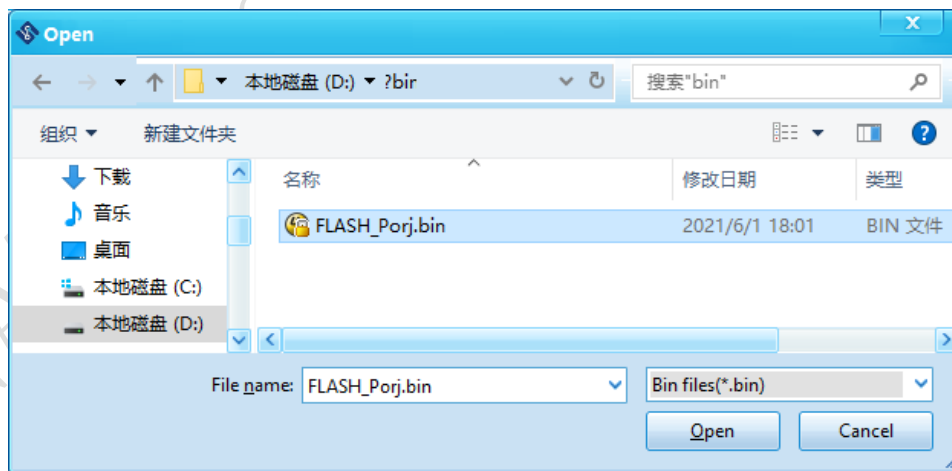 Open
x
本地磁盘 (D:) ?bir
搜索"bin"
组织 新建文件夹
?
下载
音乐
桌面
本地磁盘 (C:)
本地磁盘 (D:)
名称 修改日期 类型
FLASH_Porj.bin 2021/6/1 18:01 BIN 文件
File name: FLASH_Porj.bin Bin files(*.bin)
Open Cancel